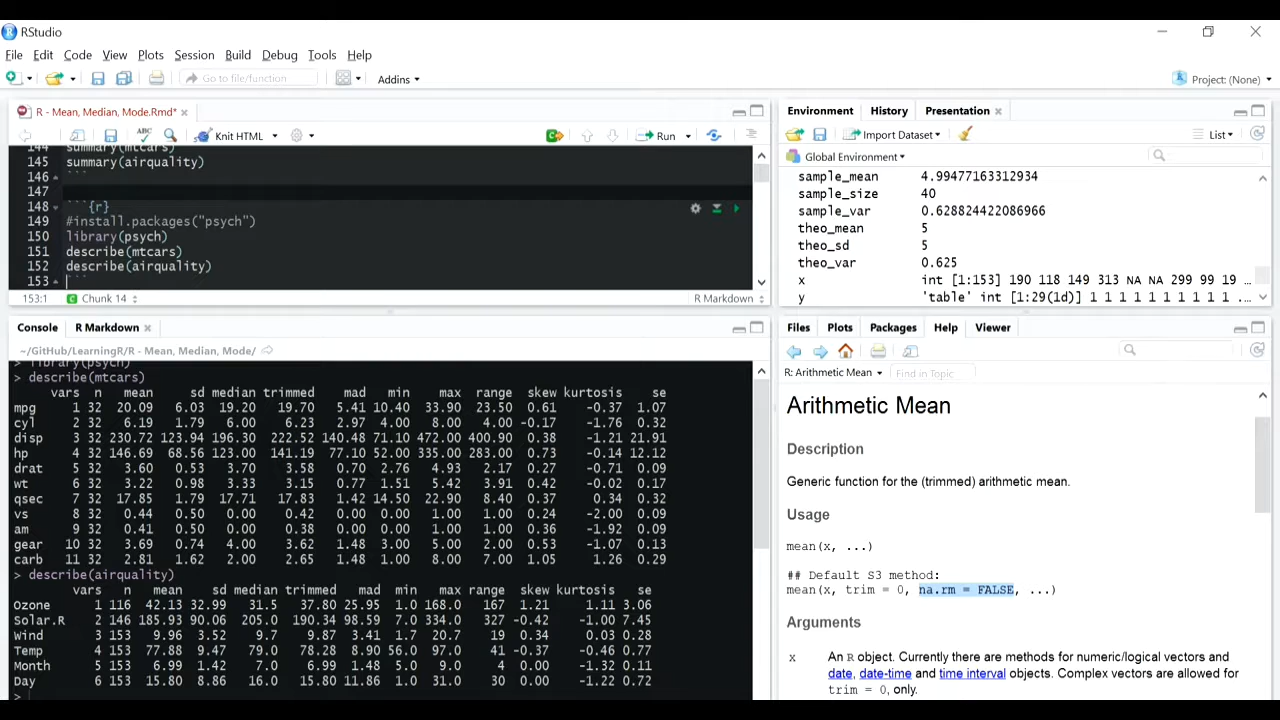 RStudio
File Edit Code View Plots Session Build Debug Tools Help
Go to file/function
Addins
Project: (None)
R - Mean, Median, Mode.Rmd*
ABC
Knit HTML
Run
144 summary(mtcars)
145 summary(airquality)
146 ```
147
148 ```{r}
149 #install.packages("psych")
150 library(psych)
151 describe(mtcars)
152 describe(airquality)
153 ```
153:1 C Chunk 14 R Markdown
Console R Markdown
~/GitHub/LearningR/R - Mean, Median, Mode/
> library(psych)
> describe(mtcars)
vars n mean sd median trimmed mad min max range skew kurtosis se
mpg 1 32 20.09 6.03 19.20 19.70 5.41 10.40 33.90 23.50 0.61 -0.37 1.07
cyl 2 32 6.19 1.79 6.00 6.23 2.97 4.00 8.00 4.00 -0.17 -1.76 0.32
disp 3 32 230.72 123.94 196.30 222.52 140.48 71.10 472.00 400.90 0.38 -1.21 21.91
hp 4 32 146.69 68.56 123.00 141.19 77.10 52.00 335.00 283.00 0.73 -0.14 12.12
drat 5 32 3.60 0.53 3.70 3.58 0.70 2.76 4.93 2.17 0.27 -0.71 0.09
wt 6 32 3.22 0.98 3.33 3.15 0.77 1.51 5.42 3.91 0.42 -0.02 0.17
qsec 7 32 17.85 1.79 17.71 17.83 1.42 14.50 22.90 8.40 0.37 0.34 0.32
vs 8 32 0.44 0.50 0.00 0.42 0.00 0.00 1.00 1.00 0.24 -2.00 0.09
am 9 32 0.41 0.50 0.00 0.38 0.00 0.00 1.00 1.00 0.36 -1.92 0.09
gear 10 32 3.69 0.74 4.00 3.62 1.48 3.00 5.00 2.00 0.53 -1.07 0.13
carb 11 32 2.81 1.62 2.00 2.65 1.48 1.00 8.00 7.00 1.05 1.26 0.29
> describe(airquality)
vars n mean sd median trimmed mad min max range skew kurtosis se
Ozone 1 116 42.13 32.99 31.5 37.80 25.95 1.0 168.0 167 1.21 1.11 3.06
Solar.R 2 146 185.93 90.06 205.0 190.34 98.59 7.0 334.0 327 -0.42 -1.00 7.45
Wind 3 153 9.96 3.52 9.7 9.87 3.41 1.7 20.7 19 0.34 0.03 0.28
Temp 4 153 77.88 9.47 79.0 78.28 8.90 56.0 97.0 41 -0.37 -0.46 0.77
Month 5 153 6.99 1.42 7.0 6.99 1.48 5.0 9.0 4 0.00 -1.32 0.11
Day 6 153 15.80 8.86 16.0 15.80 11.86 1.0 31.0 30 0.00 -1.22 0.72
>
Environment History Presentation
Import Dataset List
Global Environment
sample_mean 4.99477163312934
sample_size 40
sample_var 0.628824422086966
theo_mean 5
theo_sd 5
theo_var 0.625
x int [1:153] 190 118 149 313 NA NA 299 99 19 ...
y 'table' int [1:29(1d)] 1 1 1 1 1 1 1 1 1 1 ...
Files Plots Packages Help Viewer
R: Arithmetic Mean Find in Topic
Arithmetic Mean
Description
Generic function for the (trimmed) arithmetic mean.
Usage
mean(x, ...)
## Default S3 method:
mean(x, trim = 0, na.rm = FALSE, ...)
Arguments
x An R object. Currently there are methods for numeric/logical vectors and
date, date-time and time interval objects. Complex vectors are allowed for
trim = 0, only.